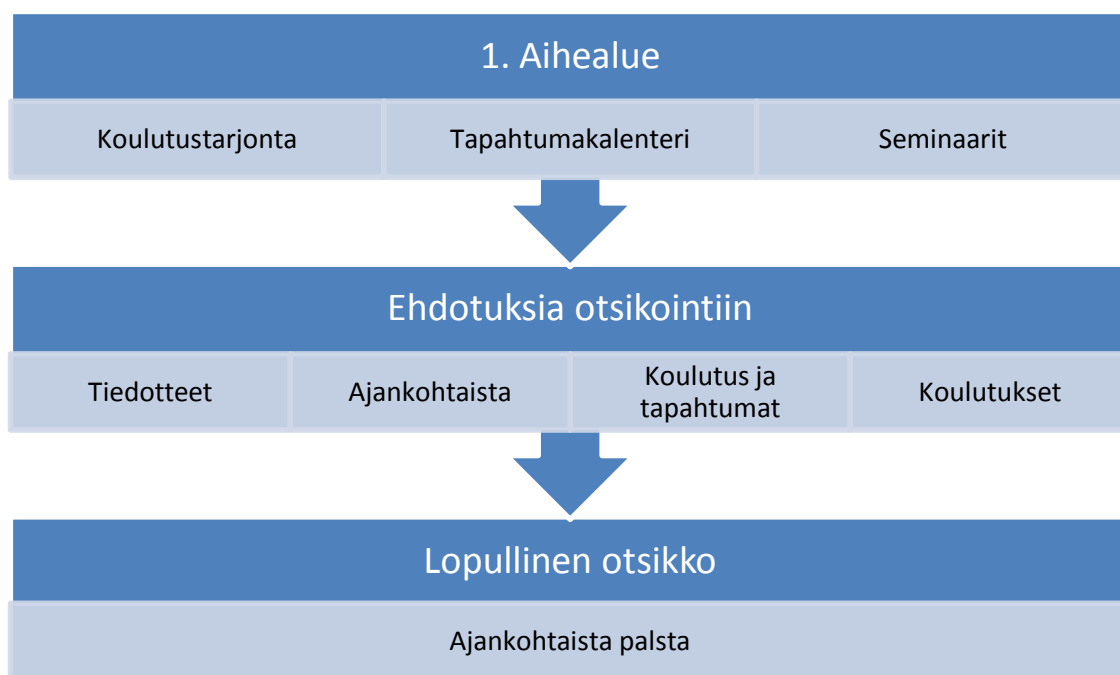 1. Aihealue
Koulutustarjonta
Tapahtumakalenteri
Seminaarit
Ehdotuksia otsikointiin
Tiedotteet
Ajankohtaista
Koulutus ja
tapahtumat
Koulutukset
Lopullinen otsikko
Ajankohtaista palsta